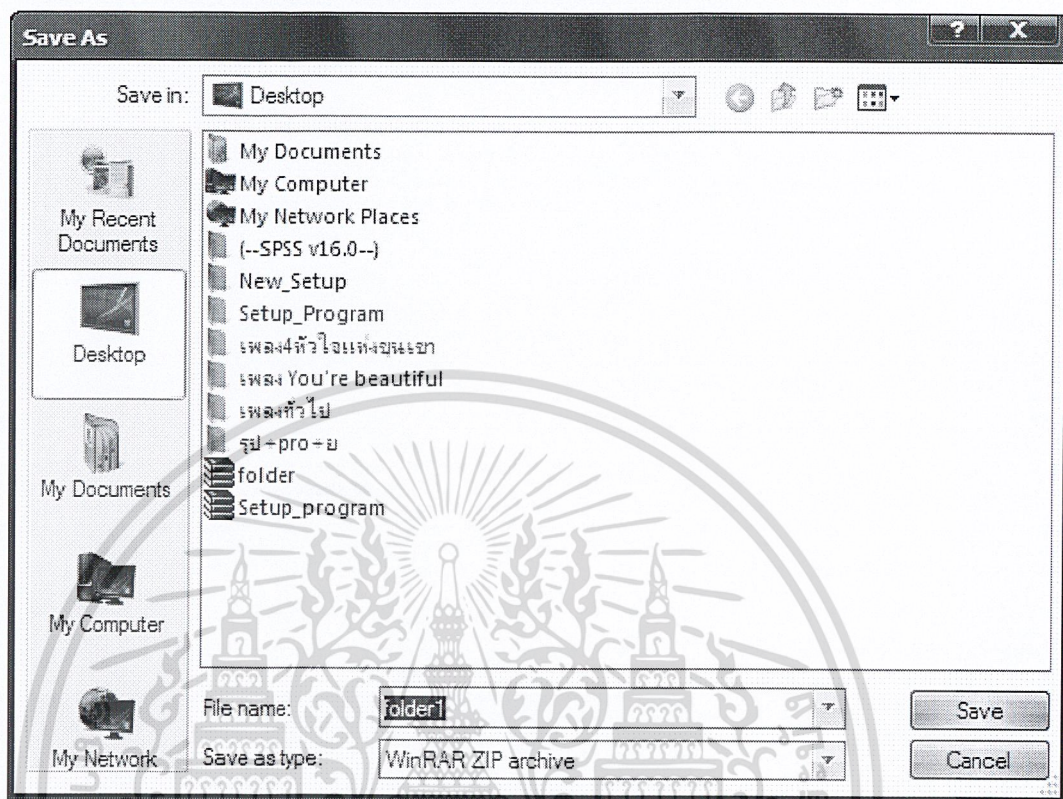 Save As
Save in: Desktop
My Recent Documents
Desktop
My Documents
My Computer
My Network
My Documents
My Computer
My Network Places
(--SPSS v16.0--)
New_Setup
Setup_Program
เพลง4หัวใจแห่งขุนเขา
เพลง You're beautiful
เพลงทั่วไป
รูป+pro+ย
folder
Setup_program
File name: folder1
Save
Save as type: WinRAR ZIP archive
Cancel